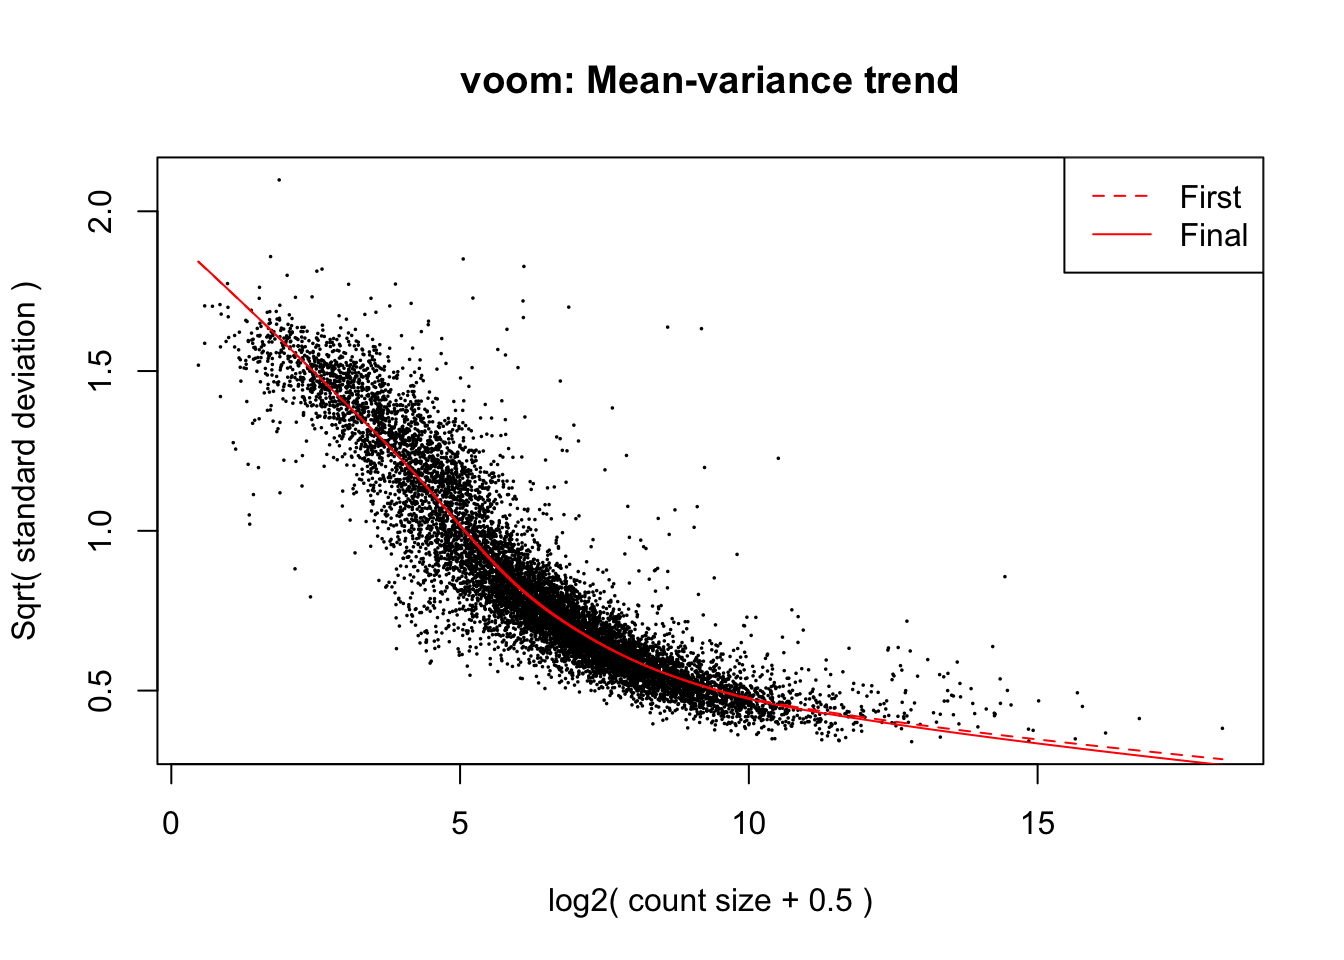 voom: Mean-variance trend
First
Final
Sqrt( standard deviation )
2.0
1.5
1.0
0.5
0 5 10 15
log2( count size + 0.5 )